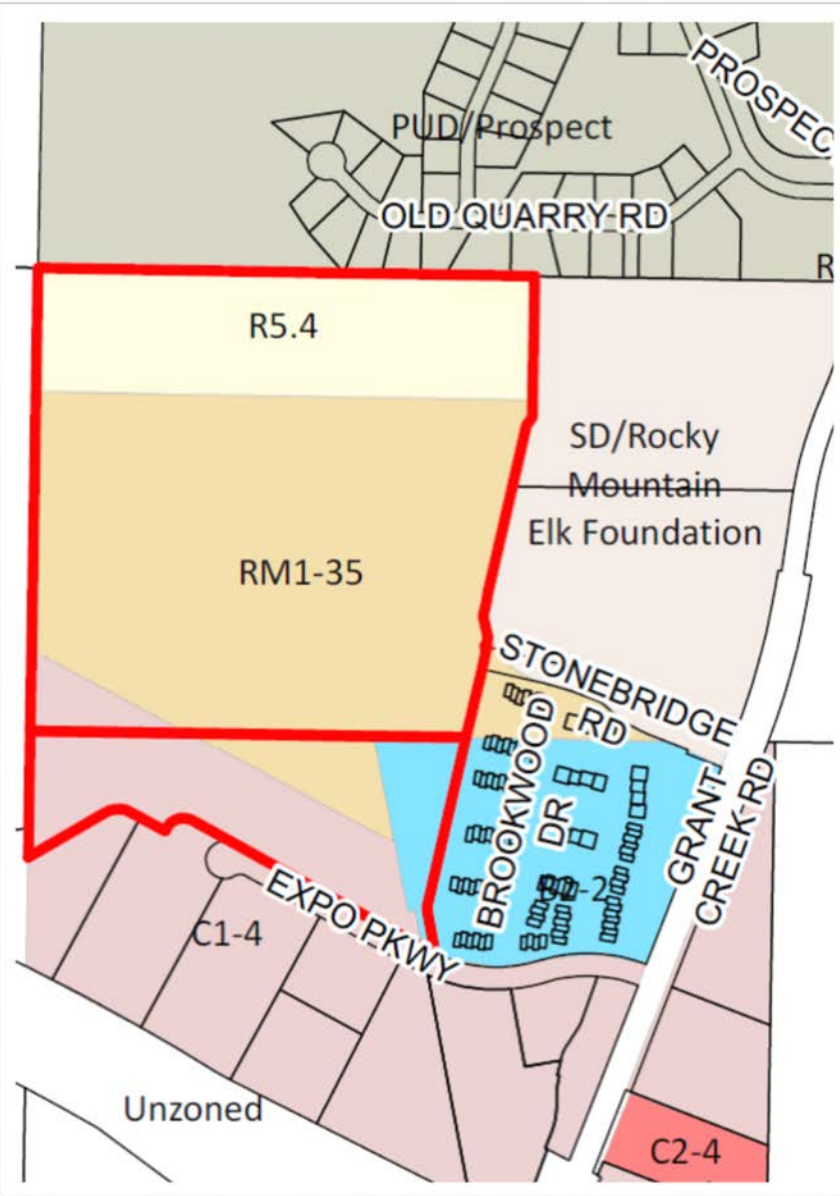 PROSPEC
PUD/Prospect
OLD QUARRY RD
R
R5.4
SD/Rocky
Mountain
Elk Foundation
RM1-35
STONEBRIDGE
RD
BROOKWOOD
DR
GRANT
CREEK RD
C1-4
EXPO PKWY
Unzoned
C2-4